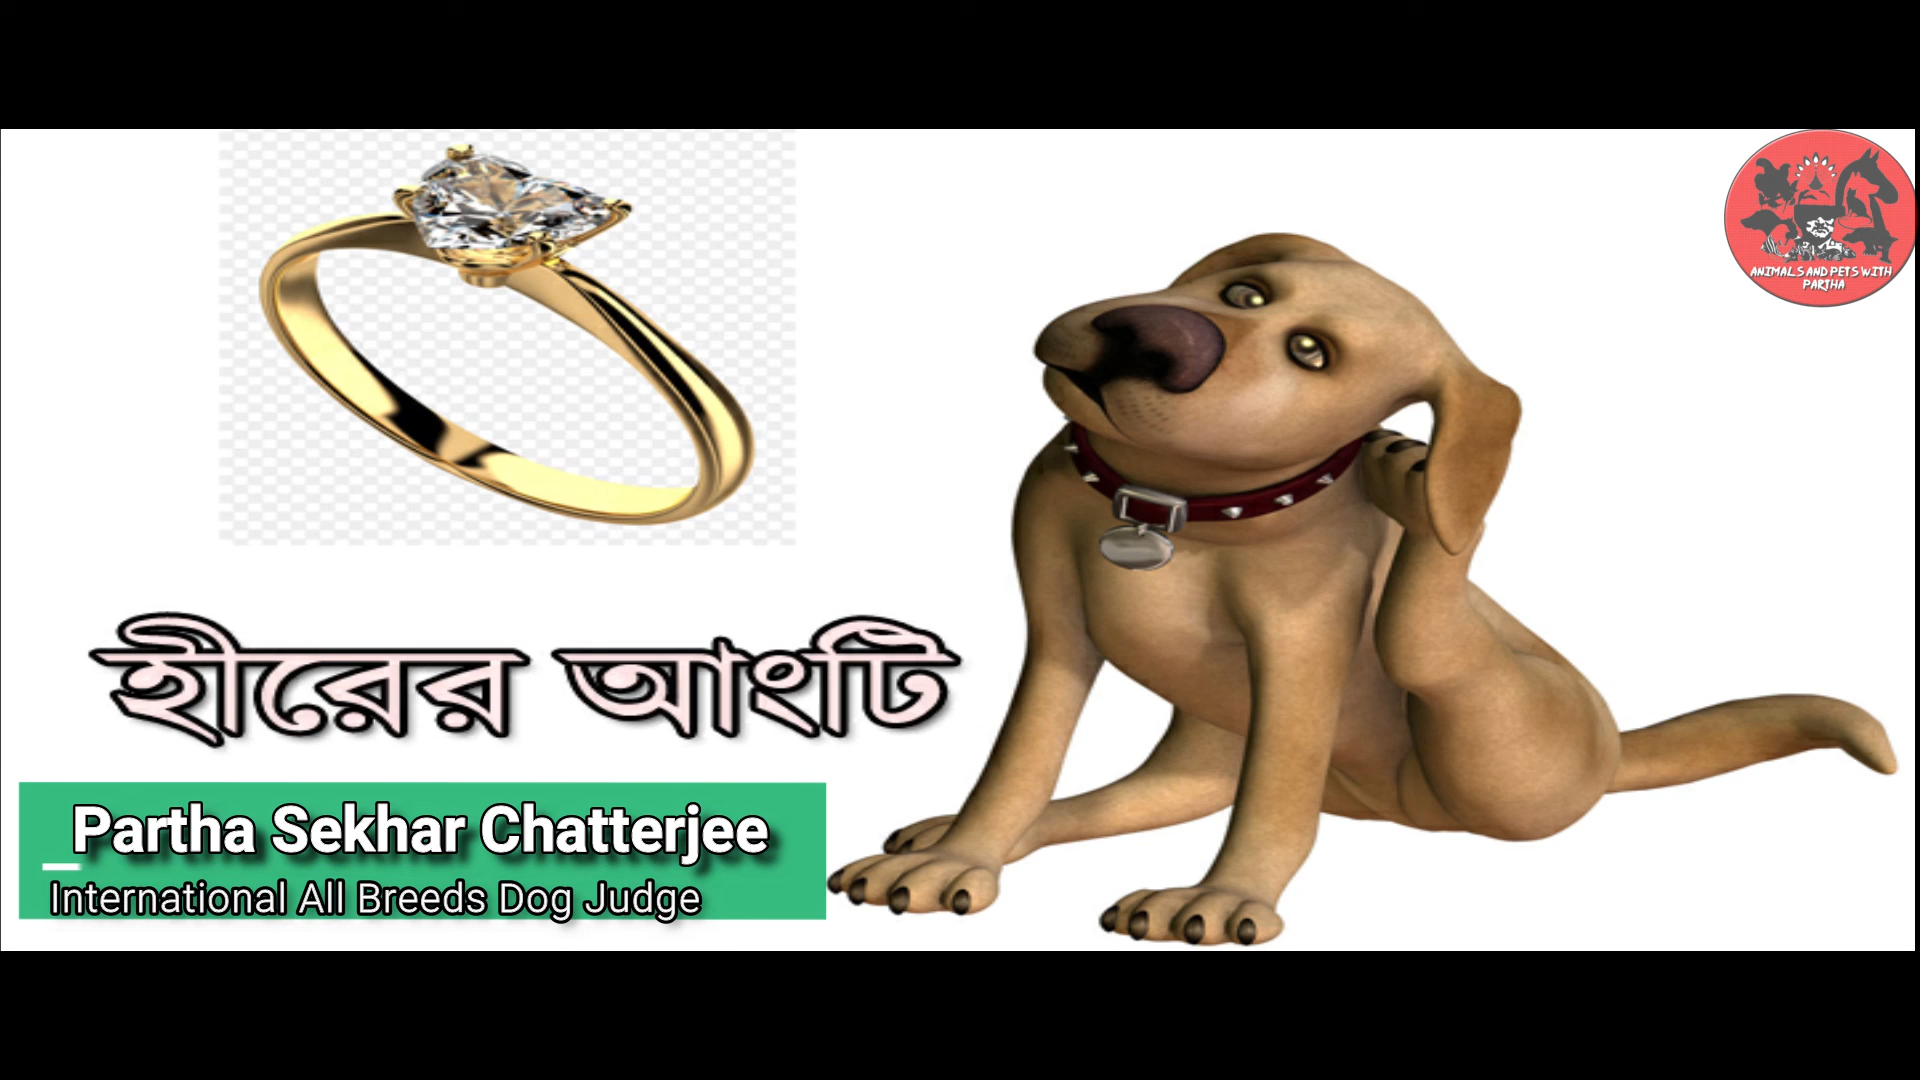 ANIMALS AND PETS WITH
PARTHA
হীরের আংটি
Partha Sekhar Chatterjee
International All Breeds Dog Judge